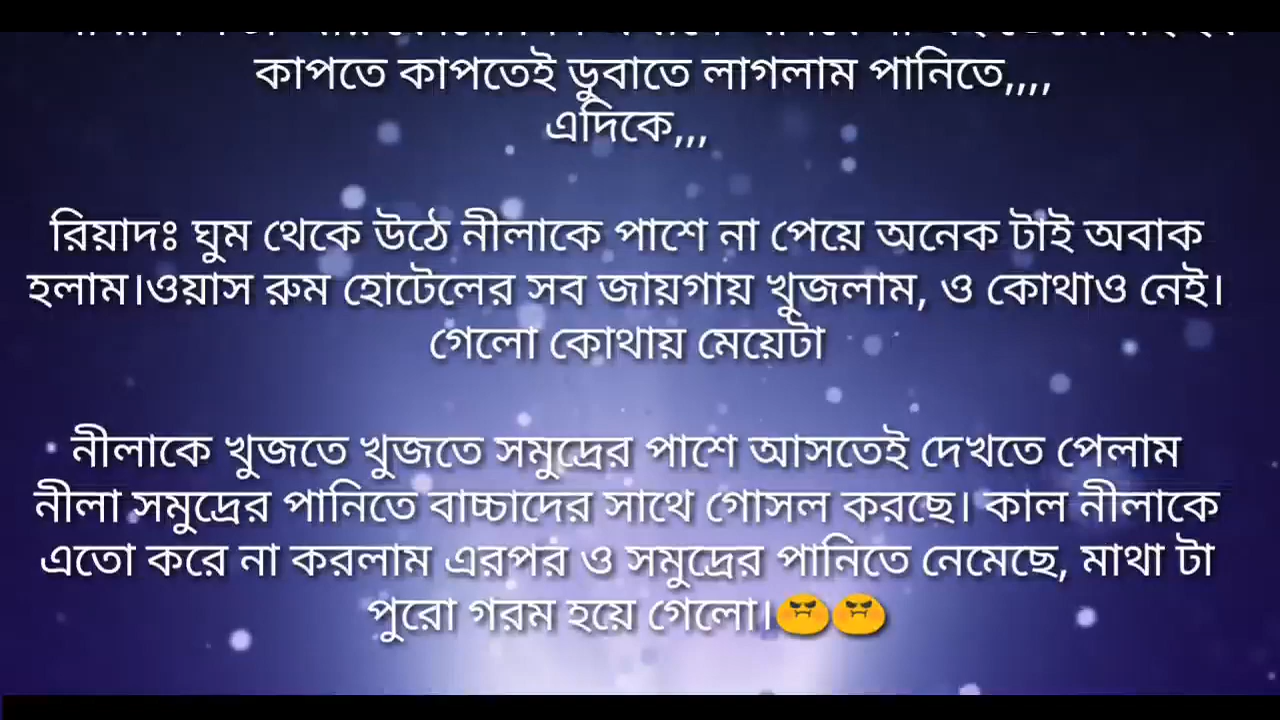 কাপতে কাপতেই ডুবাতে লাগলাম পানিতে,,,,
এদিকে,,,
রিয়াদঃ ঘুম থেকে উঠে নীলাকে পাশে না পেয়ে অনেক টাই অবাক
হলাম।ওয়াস রুম হোটেলের সব জায়গায় খুজলাম, ও কোথাও নেই।
গেলো কোথায় মেয়েটা
নীলাকে খুজতে খুজতে সমুদ্রের পাশে আসতেই দেখতে পেলাম
নীলা সমুদ্রের পানিতে বাচ্চাদের সাথে গোসল করছে। কাল নীলাকে
এতো করে না করলাম এরপর ও সমুদ্রের পানিতে নেমেছে, মাথা টা
পুরো গরম হয়ে গেলো।😠😠